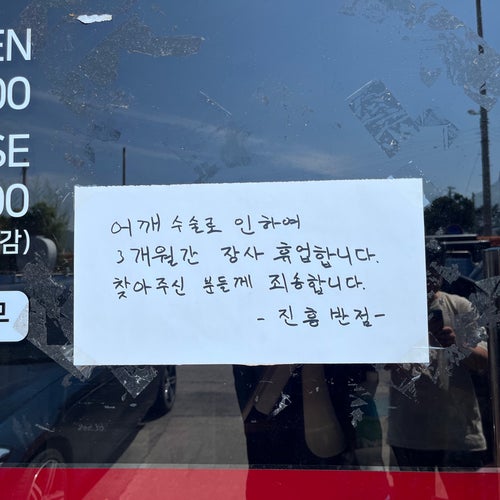 EN
00
SE
00
감)
모
어깨 수술로 인하여
3개월간 장사 휴업합니다.
찾아주신 분들께 죄송합니다.
- 진흥반점 -